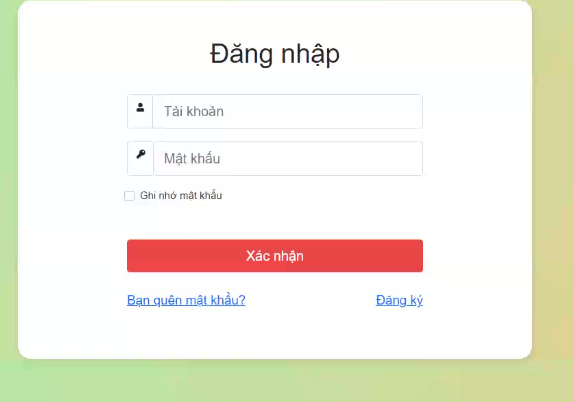 Đăng nhập
Tài khoản
Mật khẩu
Ghi nhớ mật khẩu
Xác nhận
Bạn quên mật khẩu? Đăng ký